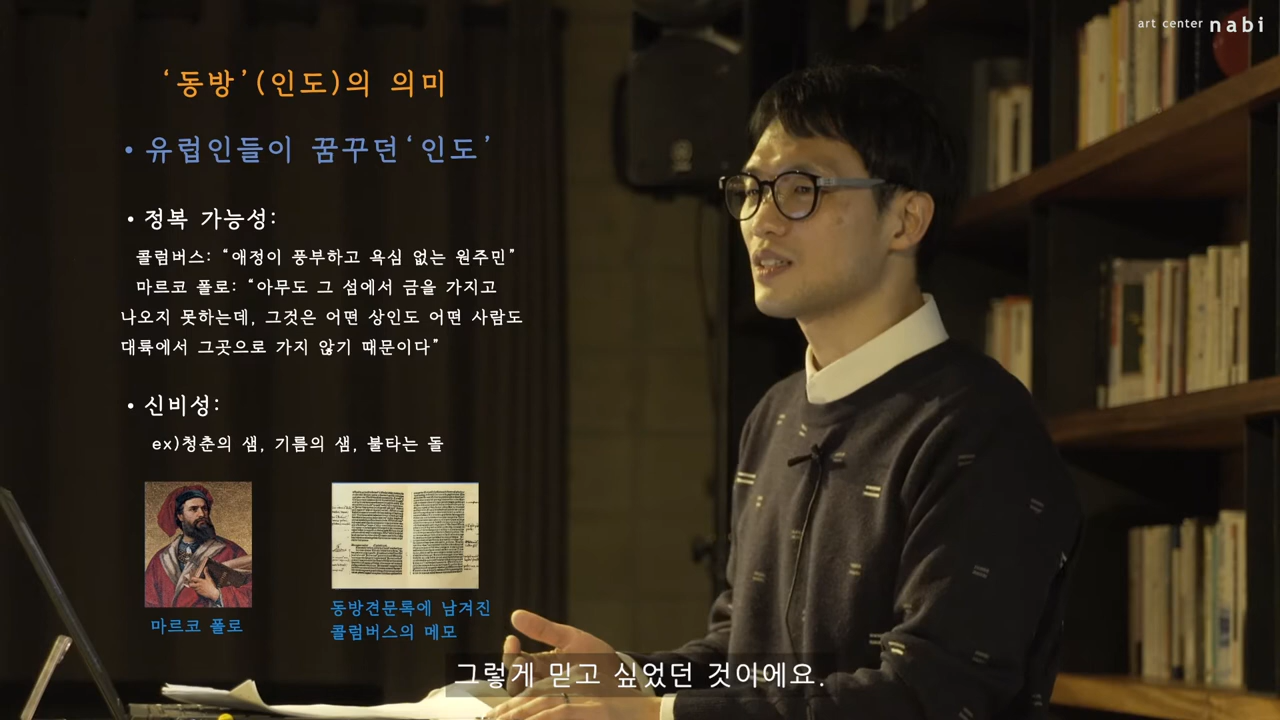 art center nabi
‘동방’(인도)의 의미
• 유럽인들이 꿈꾸던‘인도’
• 정복 가능성:
콜럼버스: “애정이 풍부하고 욕심 없는 원주민”
마르코 폴로: “아무도 그 섬에서 금을 가지고
나오지 못하는데, 그것은 어떤 상인도 어떤 사람도
대륙에서 그곳으로 가지 않기 때문이다”
• 신비성:
ex)청춘의 샘, 기름의 샘, 불타는 돌
마르코 폴로
동방견문록에 남겨진
콜럼버스의 메모
그렇게 믿고 싶었던 것이에요.